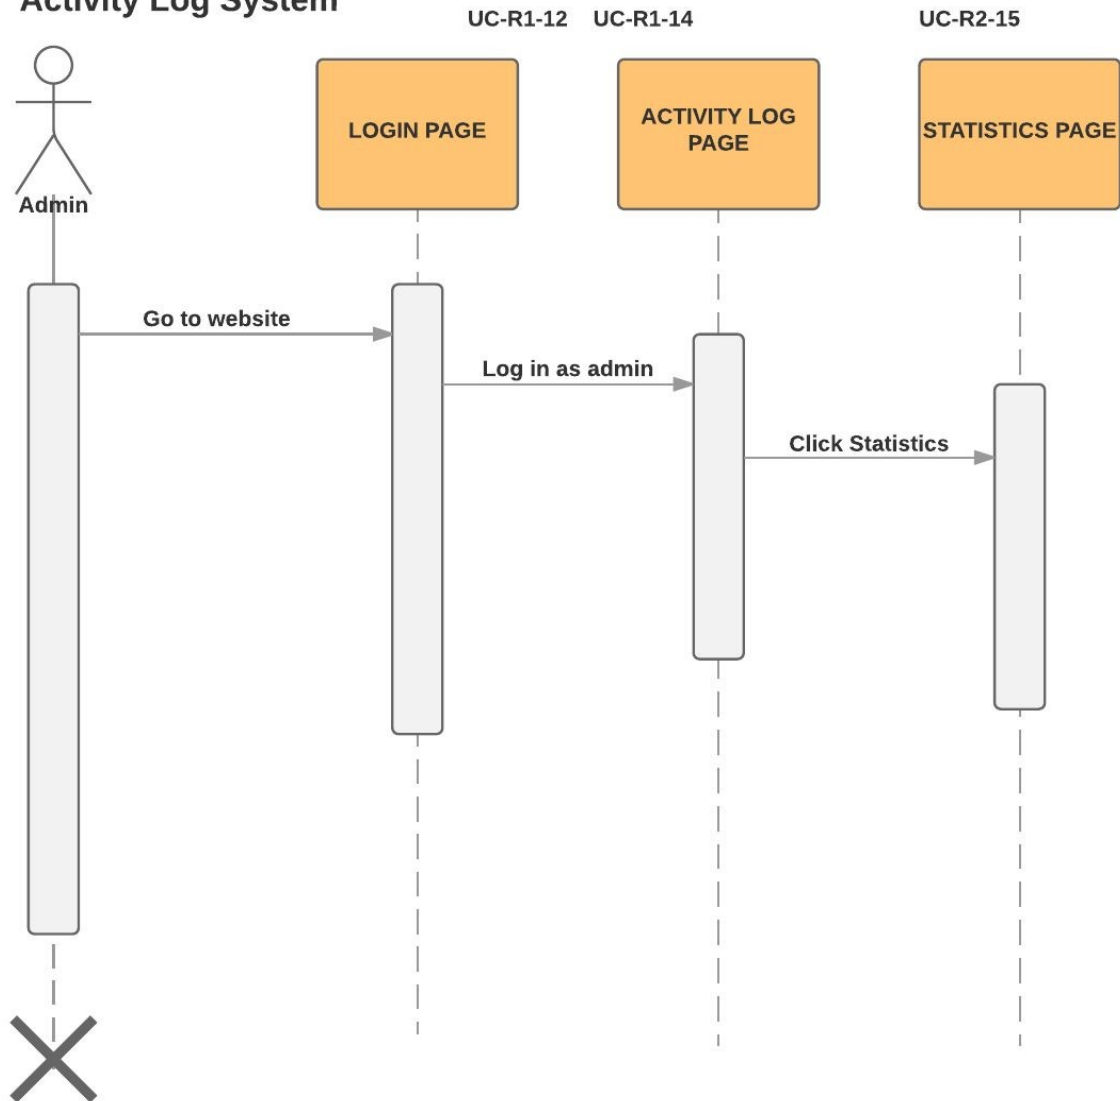 Activity Log System
UC-R1-12 UC-R1-14 UC-R2-15
LOGIN PAGE
ACTIVITY LOG
PAGE
STATISTICS PAGE
Admin
Go to website
Log in as admin
Click Statistics